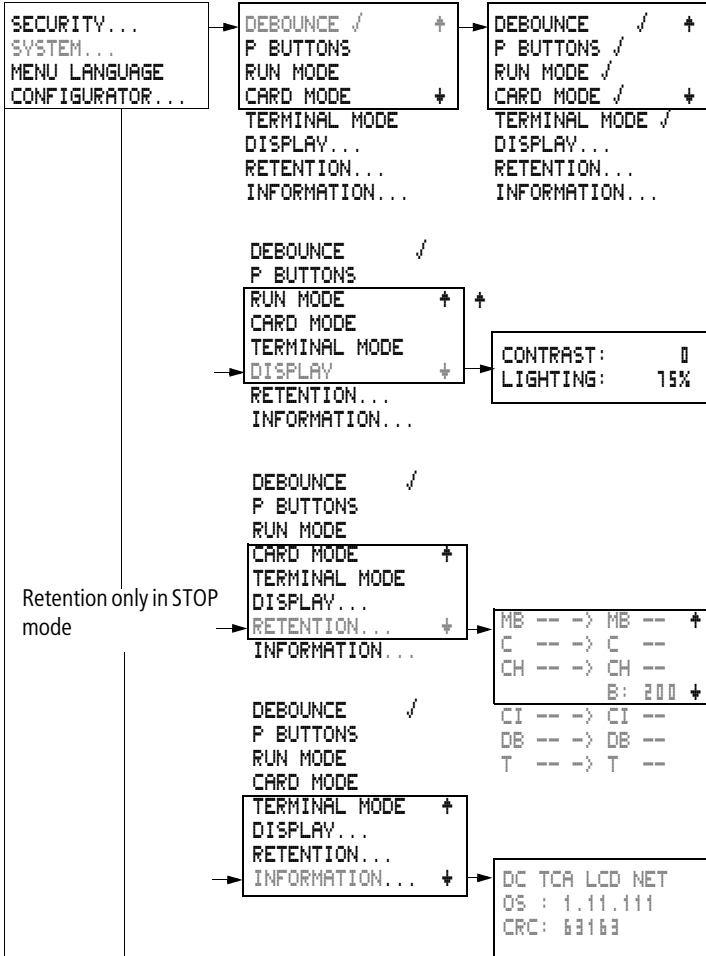 SECURITY...
SYSTEM...
MENU LANGUAGE
CONFIGURATOR...
DEBOUNCE √
P BUTTONS
RUN MODE
CARD MODE
TERMINAL MODE
DISPLAY...
RETENTION...
INFORMATION...
DEBOUNCE √
P BUTTONS √
RUN MODE √
CARD MODE √
TERMINAL MODE √
DISPLAY...
RETENTION...
INFORMATION...
DEBOUNCE √
P BUTTONS
RUN MODE
CARD MODE
TERMINAL MODE
DISPLAY
RETENTION...
INFORMATION...
CONTRAST: 0
LIGHTING: 75%
DEBOUNCE √
P BUTTONS
RUN MODE
CARD MODE
TERMINAL MODE
DISPLAY...
RETENTION...
INFORMATION...
Retention only in STOP
mode
MB -- -> MB --
C -- -> C --
CH -- -> CH --
B: 200
CI -- -> CI --
DB -- -> DB --
T -- -> T --
DEBOUNCE √
P BUTTONS
RUN MODE
CARD MODE
TERMINAL MODE
DISPLAY...
RETENTION...
INFORMATION...
DC TCA LCD NET
OS : 1.11.111
CRC: 63163